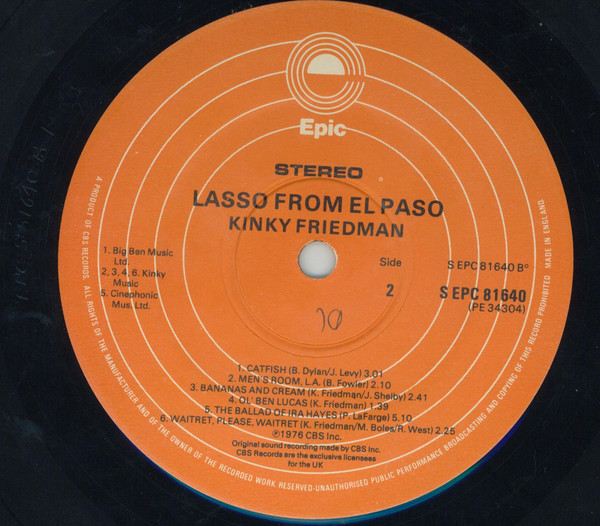 Epic
STEREO
LASSO FROM EL PASO
KINKY FRIEDMAN
1. Big Ben Music
Ltd.
2, 3, 4, 6. Kinky
Music
5. Cinephonic
Mus. Ltd.
Side
2
S EPC 81640 B°
S EPC 81640
(PE 34304)
1. CATFISH (B. Dylan/J. Levy) 3.01
2. MEN'S ROOM, L.A. (B. Fowler) 2.10
3. BANANAS AND CREAM (K. Friedman/J. Shelby) 2.41
4. OL' BEN LUCAS (K. Friedman) 1.39
5. THE BALLAD OF IRA HAYES (P. LaFarge) 5.10
6. WAITRET, PLEASE, WAITRET (K. Friedman/M. Boles/R. West) 2.25
℗1976 CBS Inc.
Original sound recording made by CBS Inc.
CBS Records are the exclusive licensees
for the UK
A PRODUCT OF CBS RECORDS. ALL RIGHTS OF THE MANUFACTURER AND OF THE OWNER OF THE RECORDED WORK RESERVED-UNAUTHORISED PUBLIC PERFORMANCE BROADCASTING AND COPYING OF THIS RECORD PROHIBITED MADE IN ENGLAND